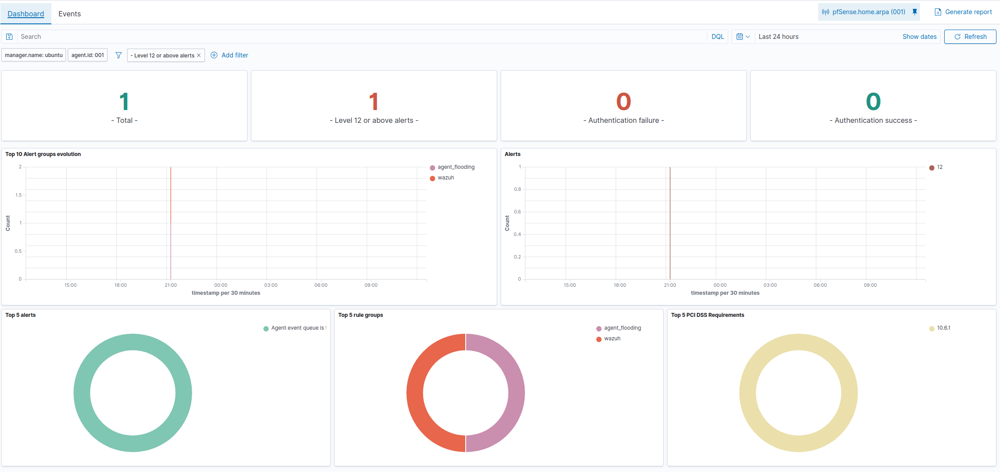 Dashboard
Events
pfSense.home.arpa (001)
Generate report
Search
DQL
Last 24 hours
Show dates
Refresh
manager.name: ubuntu
agent.id: 001
- Level 12 or above alerts
Add filter
1
- Total -
1
- Level 12 or above alerts -
0
- Authentication failure -
0
- Authentication success -
Top 10 Alert groups evolution
2
1.5
1
0.5
0
Count
15:00
18:00
21:00
00:00
03:00
06:00
09:00
timestamp per 30 minutes
agent_flooding
wazuh
Alerts
1
0.8
0.6
0.4
0.2
0
Count
15:00
18:00
21:00
00:00
03:00
06:00
09:00
timestamp per 30 minutes
12
Top 5 alerts
Agent event queue is
Top 5 rule groups
agent_flooding
wazuh
Top 5 PCI DSS Requirements
10.6.1